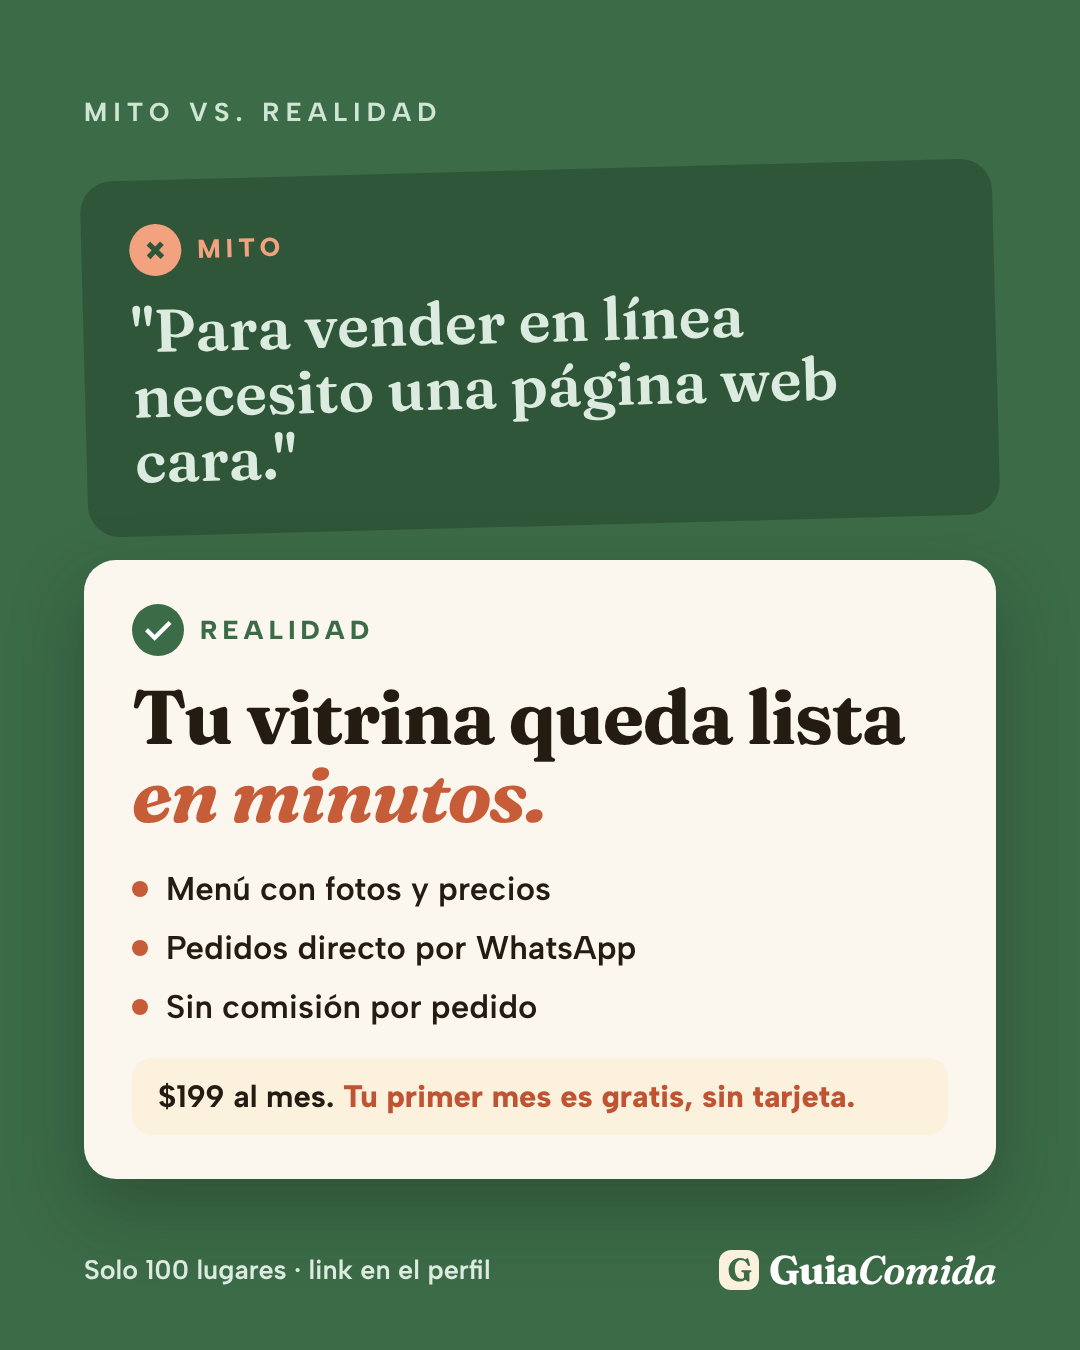 MITO VS. REALIDAD
MITO
"Para vender en línea
necesito una página web
cara."
REALIDAD
Tu vitrina queda lista
en minutos.
Menú con fotos y precios
Pedidos directo por WhatsApp
Sin comisión por pedido
$199 al mes. Tu primer mes es gratis, sin tarjeta.
Solo 100 lugares · link en el perfil
G GuiaComida